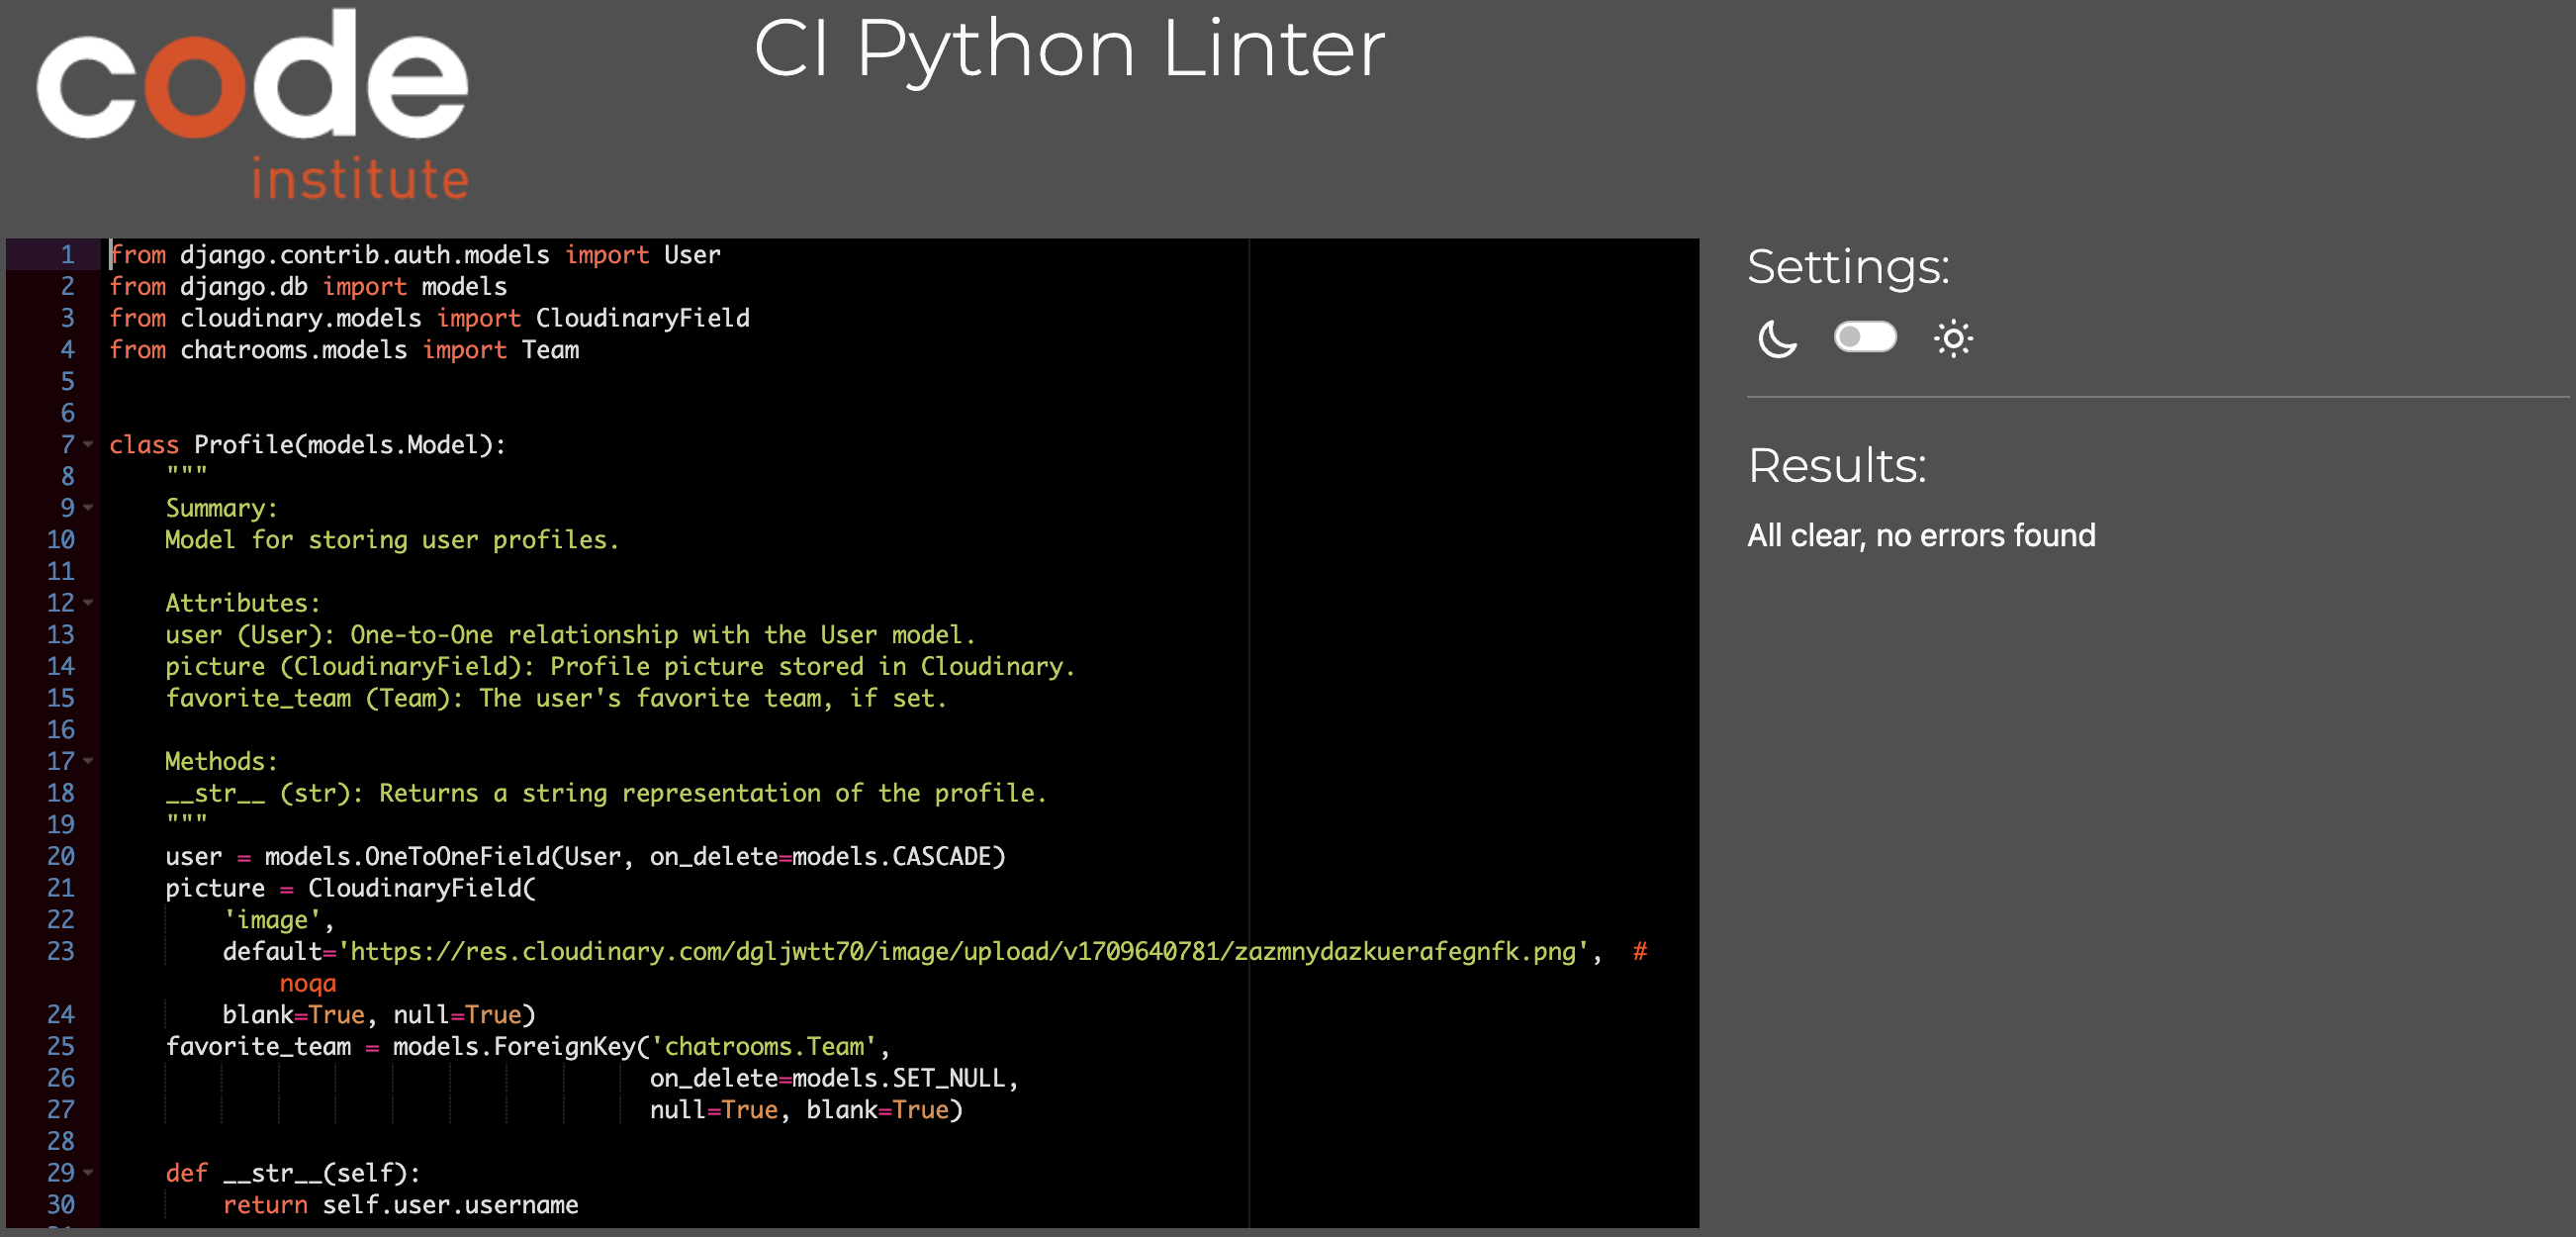 code
institute
CI Python Linter
1 from django.contrib.auth.models import User
2 from django.db import models
3 from cloudinary.models import CloudinaryField
4 from chatrooms.models import Team
5
6
7 class Profile(models.Model):
8     """
9     Summary:
10     Model for storing user profiles.
11
12     Attributes:
13     user (User): One-to-One relationship with the User model.
14     picture (CloudinaryField): Profile picture stored in Cloudinary.
15     favorite_team (Team): The user's favorite team, if set.
16
17     Methods:
18     __str__ (str): Returns a string representation of the profile.
19     """
20     user = models.OneToOneField(User, on_delete=models.CASCADE)
21     picture = CloudinaryField(
22         'image',
23         default='https://res.cloudinary.com/dgljwtt70/image/upload/v1709640781/zazmnydazkuerafegnfk.png',  #
            noqa
24         blank=True, null=True)
25     favorite_team = models.ForeignKey('chatrooms.Team',
26                                       on_delete=models.SET_NULL,
27                                       null=True, blank=True)
28
29     def __str__(self):
30         return self.user.username
Settings:
Results:
All clear, no errors found